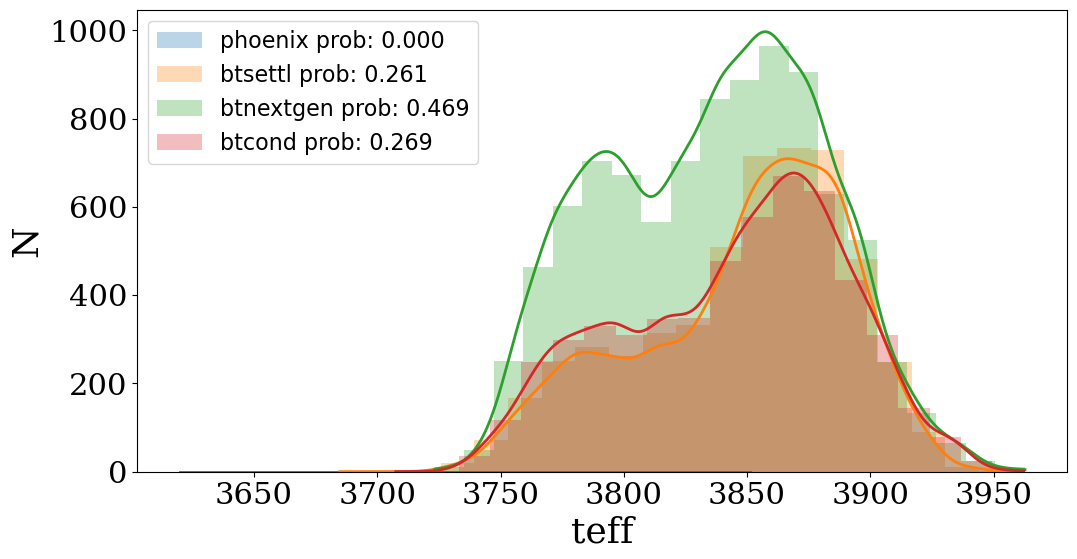 phoenix prob: 0.000
btsettl prob: 0.261
btnextgen prob: 0.469
btcond prob: 0.269
1000
800
600
400
200
0
N
3650 3700 3750 3800 3850 3900 3950
teff